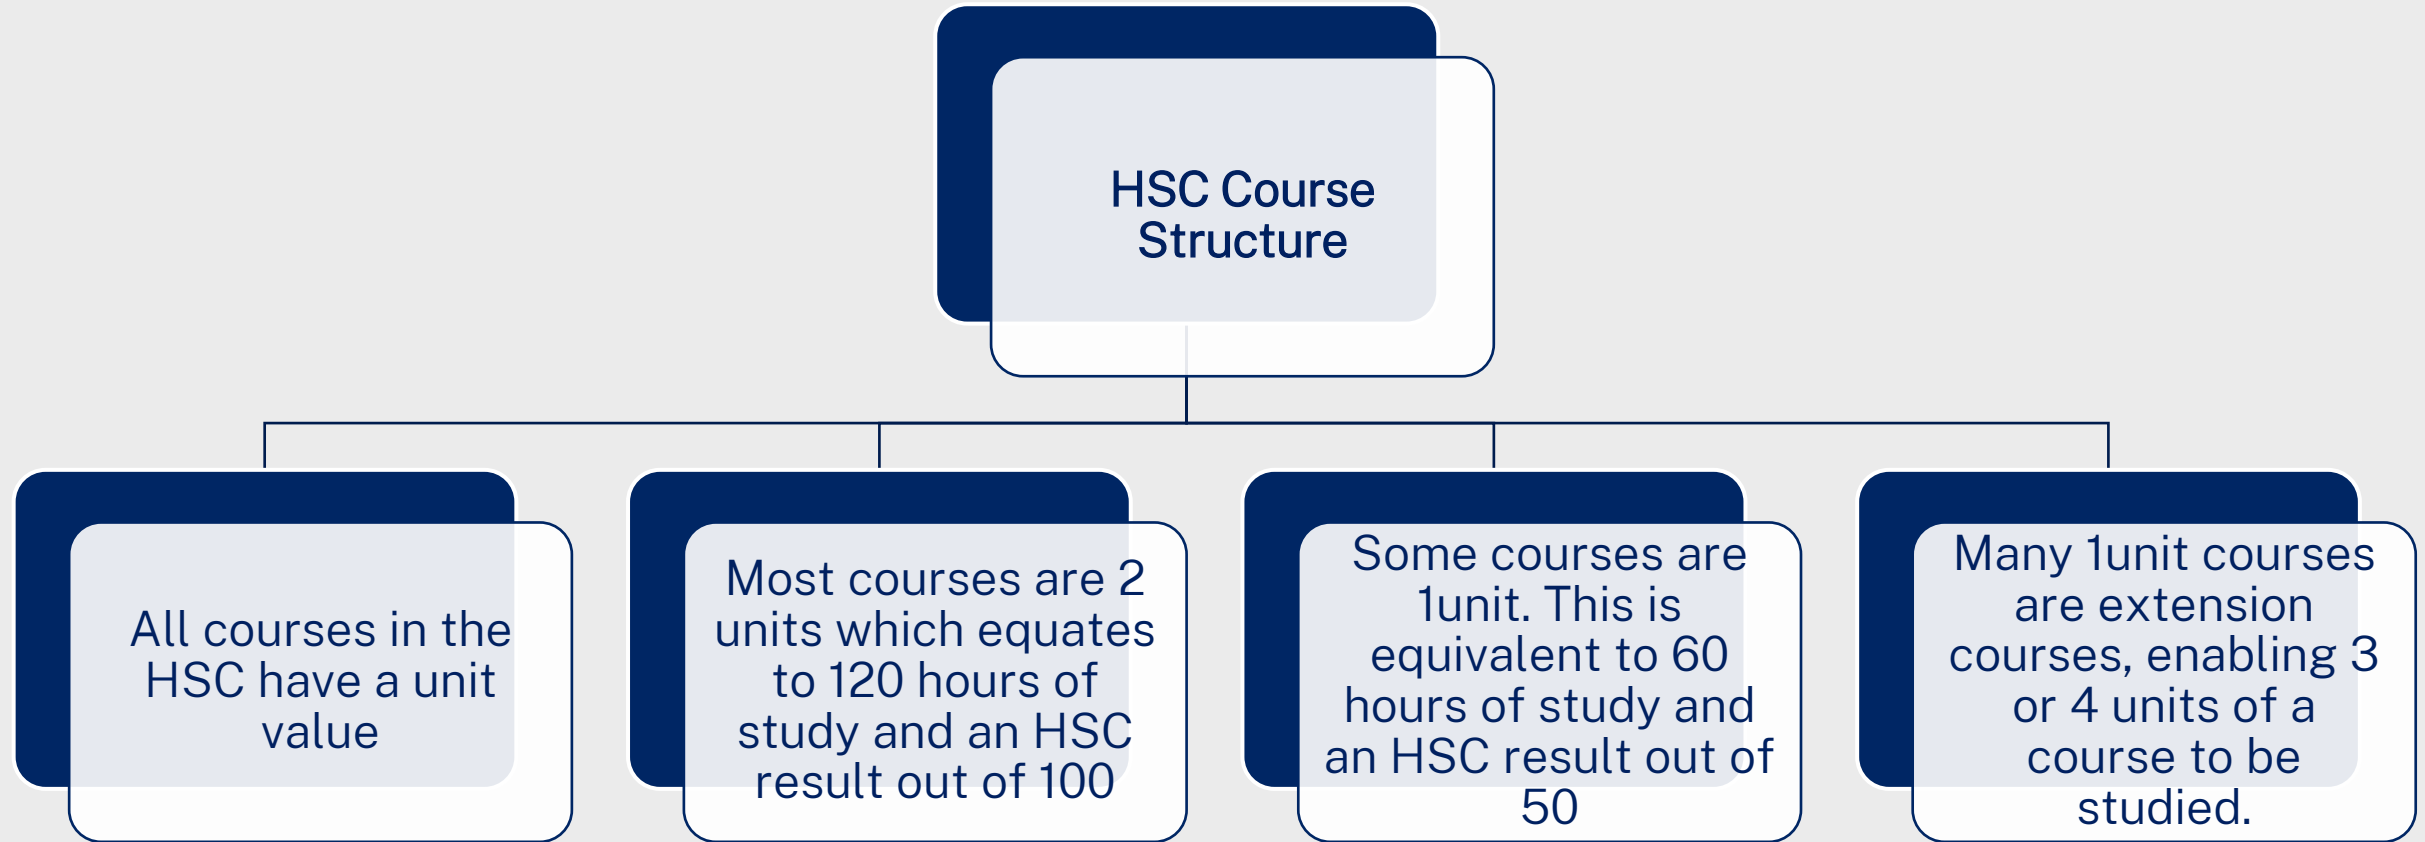 HSC Course
Structure
All courses in the
HSC have a unit
value
Most courses are 2
units which equates
to 120 hours of
study and an HSC
result out of 100
Some courses are
1unit. This is
equivalent to 60
hours of study and
an HSC result out of
50
Many 1unit courses
are extension
courses, enabling 3
or 4 units of a
course to be
studied.